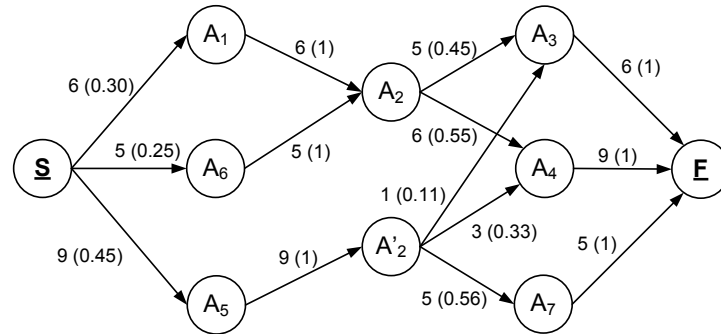 A1
6 (1)
5 (0.45)
A3
6 (0.30)
A2
6 (1)
5 (0.25)
6 (0.55)
S
A6
5 (1)
A4
9 (1)
F
1 (0.11)
9 (0.45)
9 (1)
A'2
3 (0.33)
5 (1)
5 (0.56)
A5
A7